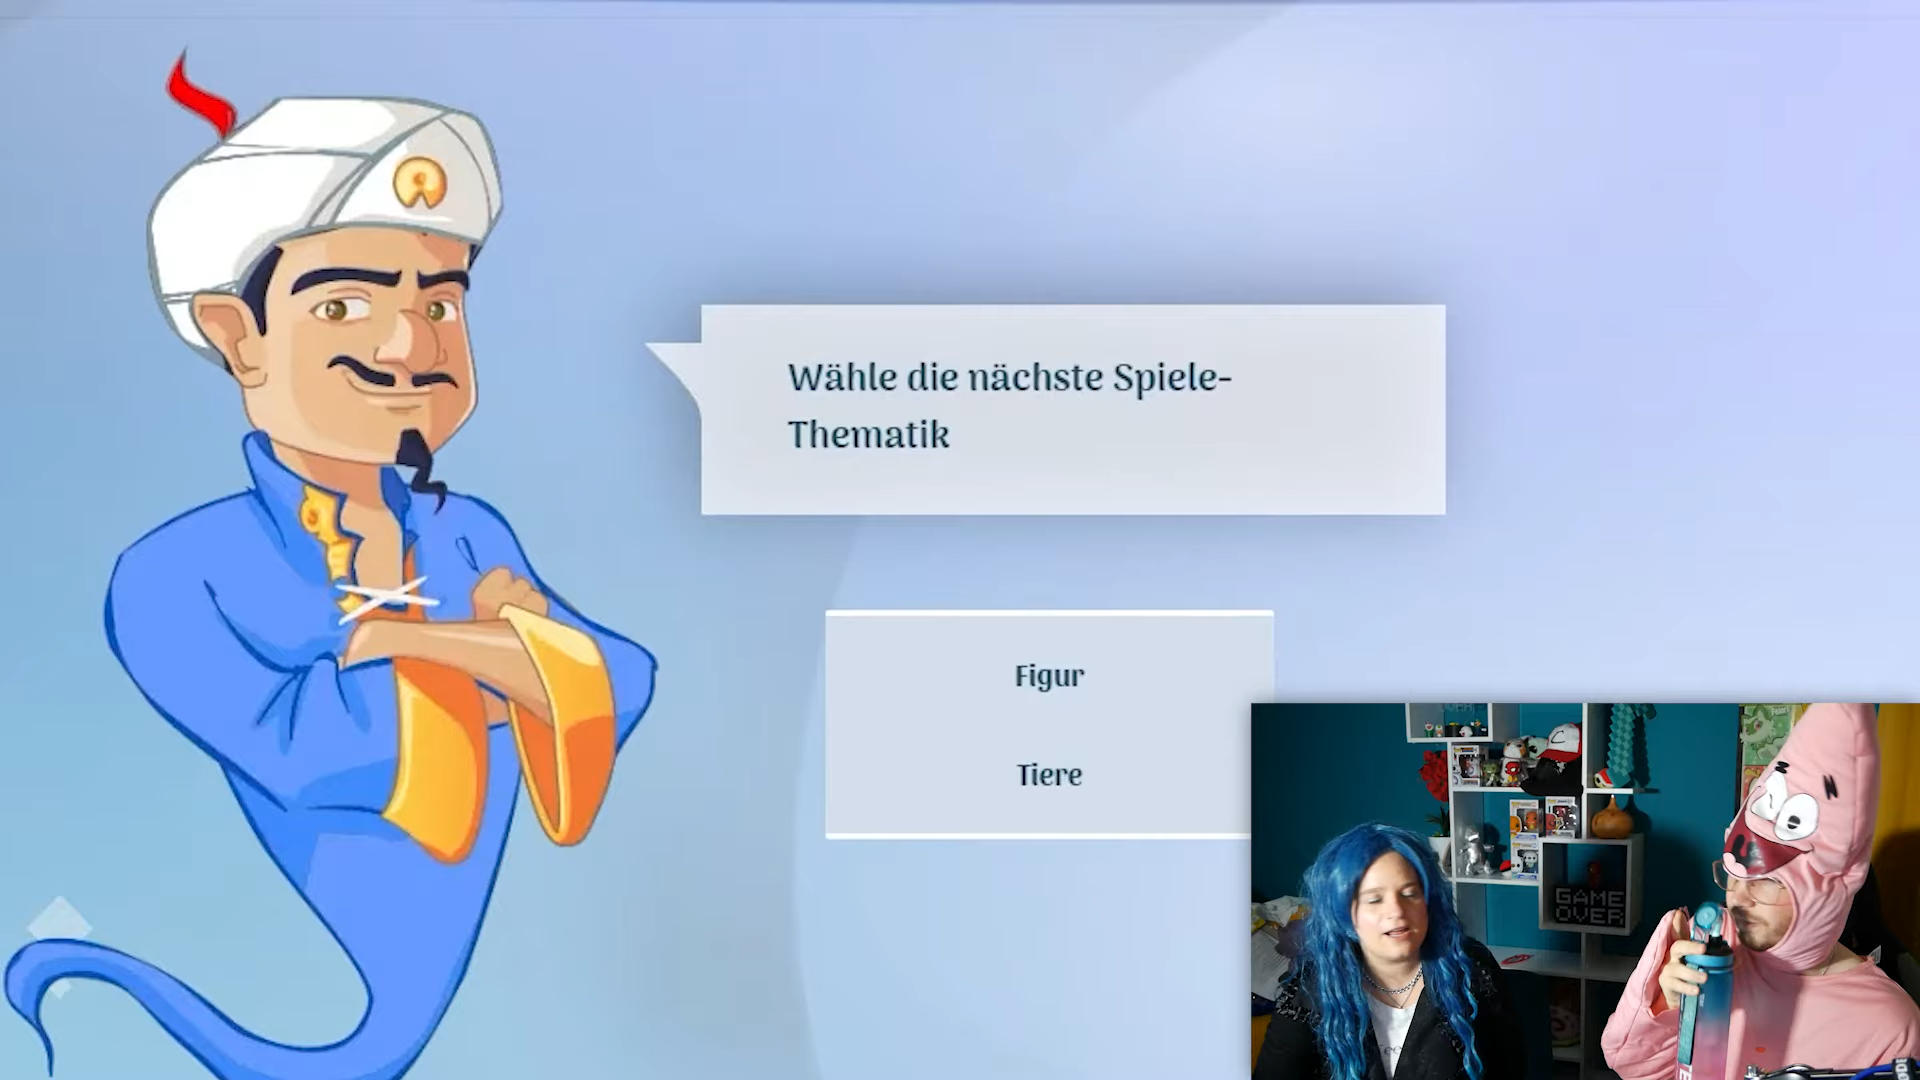 Wähle die nächste Spiele-
Thematik
Figur
Tiere
GAME
OVER